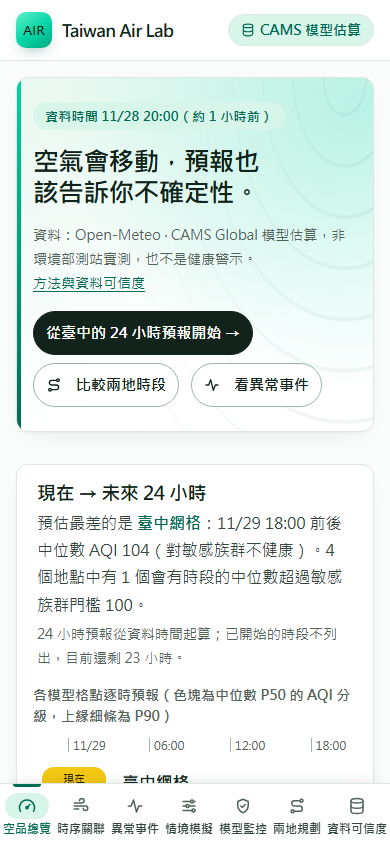 AIR
Taiwan Air Lab
CAMS 模型估算
資料時間 11/28 20:00（約 1 小時前）
空氣會移動，預報也
該告訴你不確定性。
資料：Open-Meteo · CAMS Global 模型估算，非
環境部測站實測，也不是健康警示。
方法與資料可信度
從臺中的 24 小時預報開始 →
比較兩地時段
看異常事件
現在 → 未來 24 小時
預估最差的是 臺中網格：11/29 18:00 前後
中位數 AQI 104（對敏感族群不健康）。4
個地點中有 1 個會有時段的中位數超過敏感
族群門檻 100。
24 小時預報從資料時間起算；已開始的時段不列
出，目前還剩 23 小時。
各模型格點逐時預報（色塊為中位數 P50 的 AQI 分
級，上緣細條為 P90）
11/29
06:00
12:00
18:00
現在
臺中網格
空品總覽
時序關聯
異常事件
情境模擬
模型監控
兩地規劃
資料可信度